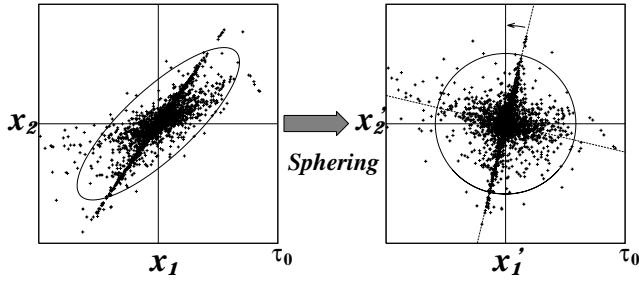 x2
x1
τ0
Sphering
x2'
x1'
τ0